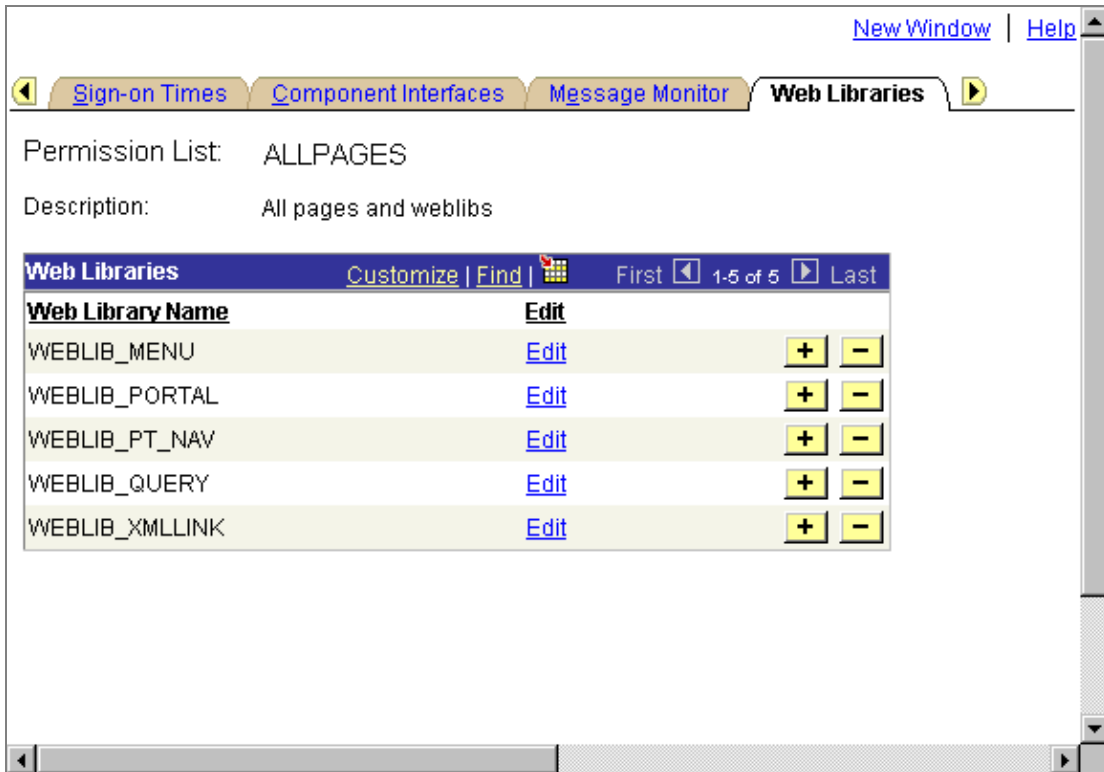 New Window | Help
Sign-on Times Component Interfaces Message Monitor Web Libraries
Permission List: ALLPAGES
Description: All pages and weblibs
Web Libraries Customize | Find | First 1-5 of 5 Last
Web Library Name Edit
WEBLIB_MENU Edit + −
WEBLIB_PORTAL Edit + −
WEBLIB_PT_NAV Edit + −
WEBLIB_QUERY Edit + −
WEBLIB_XMLLINK Edit + −